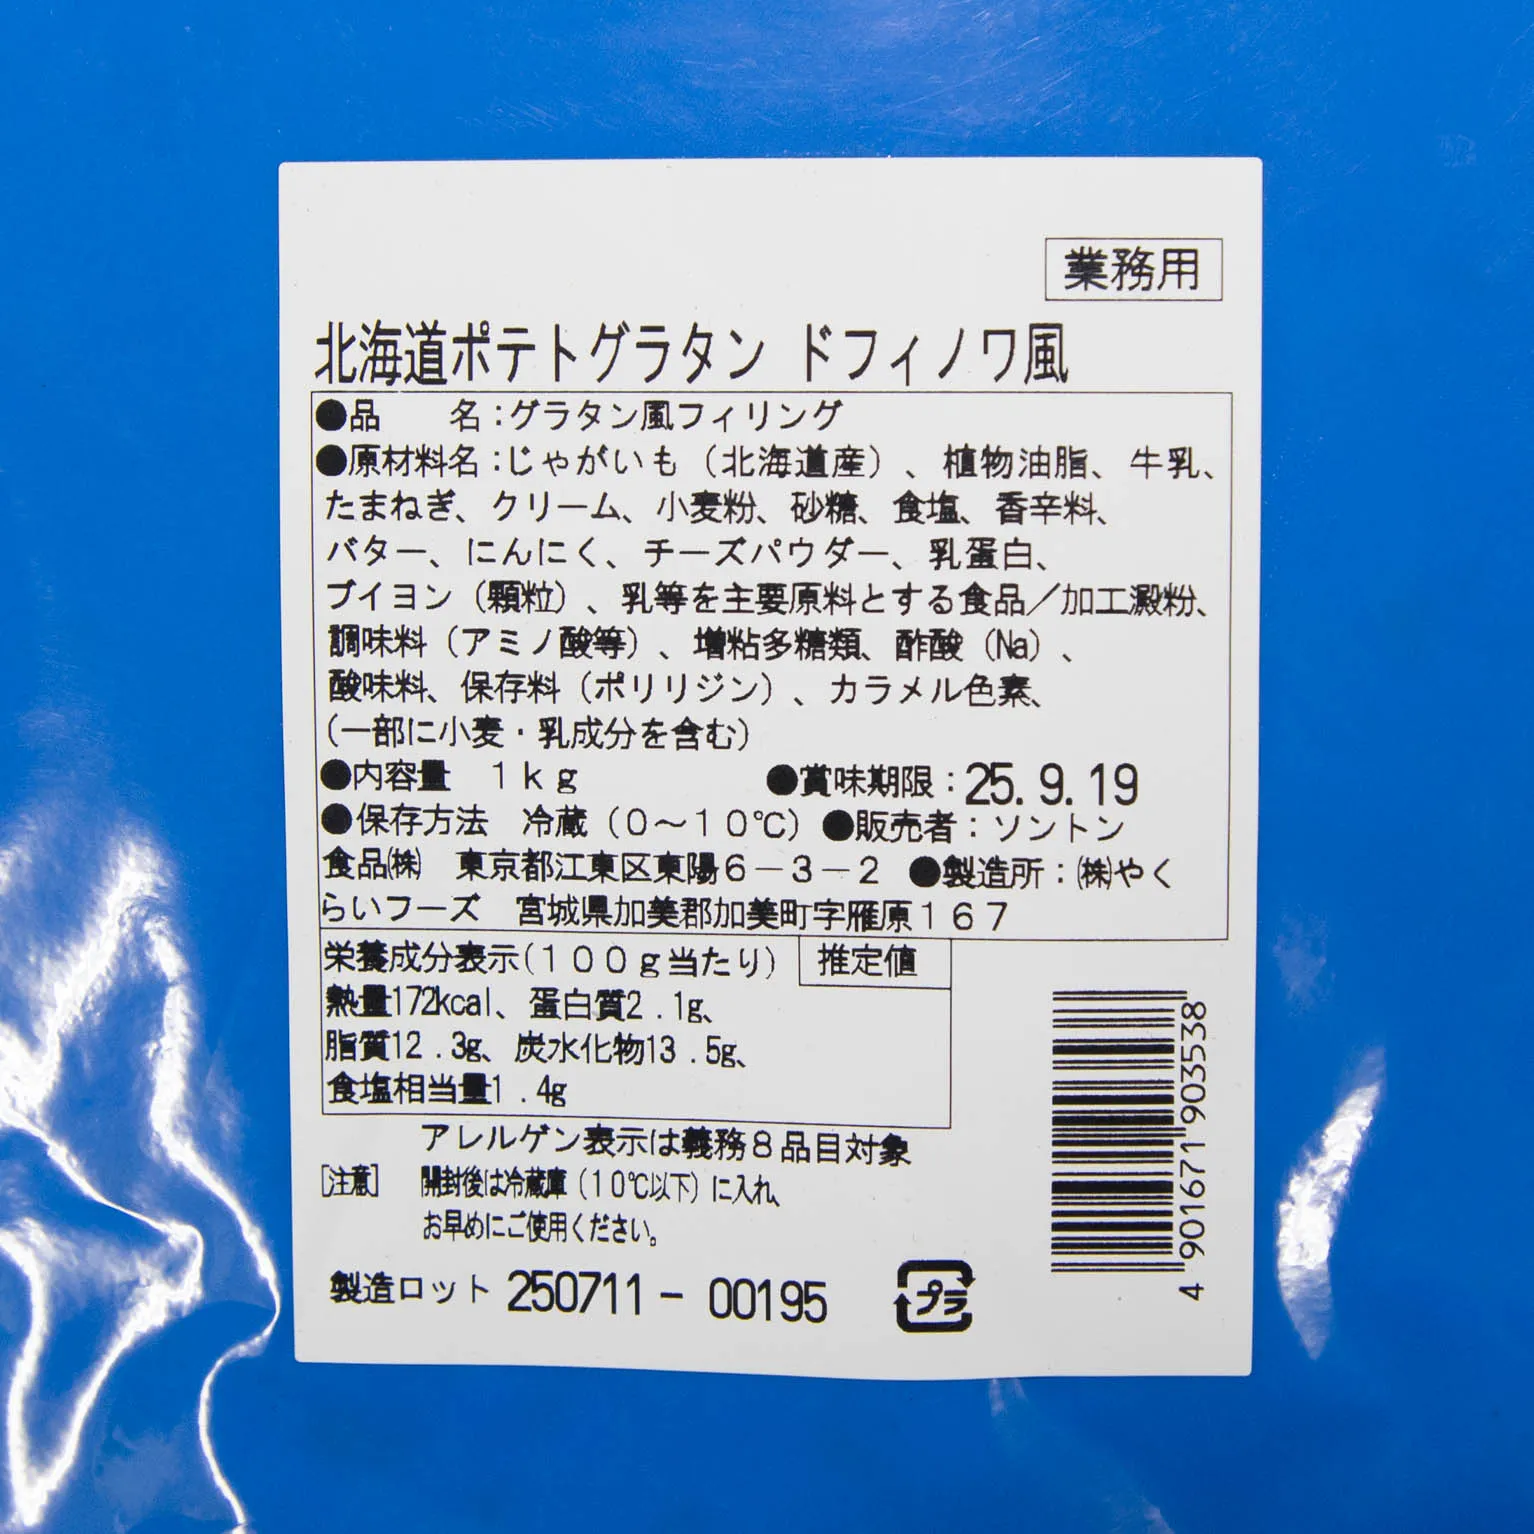 業務用
北海道ポテトグラタン ドフィノワ風
●品　　名：グラタン風フィリング
●原材料名：じゃがいも（北海道産）、植物油脂、牛乳、
たまねぎ、クリーム、小麦粉、砂糖、食塩、香辛料、
バター、にんにく、チーズパウダー、乳蛋白、
ブイヨン（顆粒）、乳等を主要原料とする食品／加工澱粉、
調味料（アミノ酸等）、増粘多糖類、酢酸（Na）、
酸味料、保存料（ポリリジン）、カラメル色素、
（一部に小麦・乳成分を含む）
●内容量　１ｋｇ　●賞味期限：25.9.19
●保存方法　冷蔵（０～１０℃）●販売者：ソントン
食品㈱　東京都江東区東陽６－３－２　●製造所：㈱やく
らいフーズ　宮城県加美郡加美町字雁原１６７
栄養成分表示（１００ｇ当たり）　推定値
熱量172kcal、蛋白質2.1g、
脂質12.3g、炭水化物13.5g、
食塩相当量1.4g
アレルゲン表示は義務８品目対象
［注意］　開封後は冷蔵庫（１０℃以下）に入れ、
お早めにご使用ください。
製造ロット 250711－00195
プラ
4 901671 903538